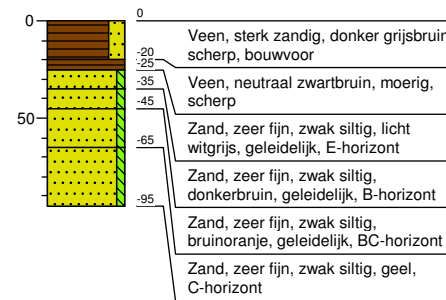 0
0
Veen, sterk zandig, donker grijsbruin
scherp, bouwvoor
-20
-25
Veen, neutraal zwartbruin, moerig,
scherp
-35
Zand, zeer fijn, zwak siltig, licht
witgrijs, geleidelijk, E-horizont
-45
50
Zand, zeer fijn, zwak siltig,
donkerbruin, geleidelijk, B-horizont
-65
Zand, zeer fijn, zwak siltig,
bruinoranje, geleidelijk, BC-horizont
-95
Zand, zeer fijn, zwak siltig, geel,
C-horizont